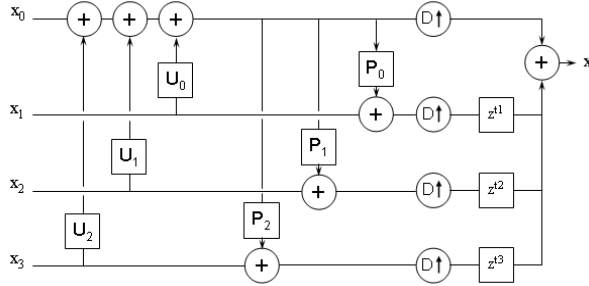 x₀ + + + D↑
P₀ + x
U₀
x₁ + D↑ z^t1
U₁ P₁
x₂ + D↑ z^t2
U₂ P₂
x₃ + D↑ z^t3